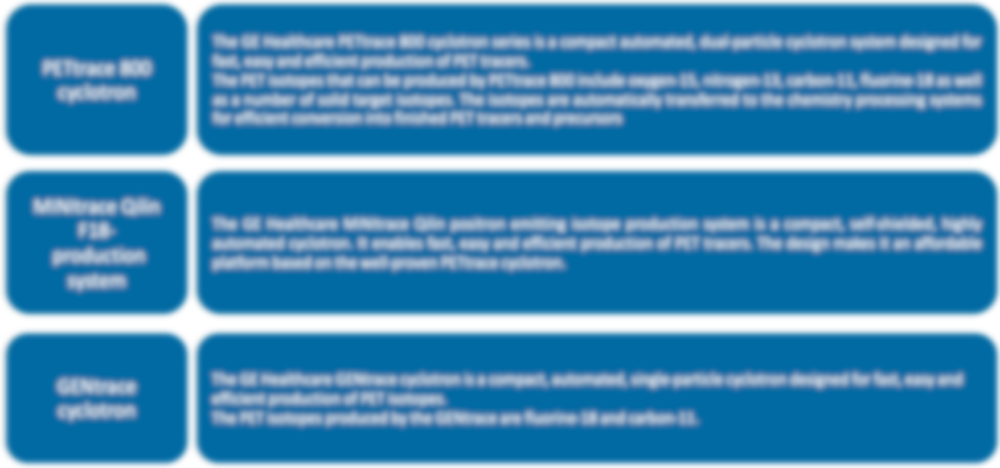 PETtrace 800
cyclotron
The GE Healthcare PETtrace 800 cyclotron series is a compact automated, dual-particle cyclotron system designed for
fast, easy and efficient production of PET tracers.
The PET isotopes that can be produced by PETtrace 800 include oxygen-15, nitrogen-13, carbon-11, fluorine-18 as well
as a number of solid target isotopes. The isotopes are automatically transferred to the chemistry processing systems
for efficient conversion into finished PET tracers and precursors
MINItrace Qilin
F18-
production
system
The GE Healthcare MINItrace Qilin positron emitting isotope production system is a compact, self-shielded, highly
automated cyclotron. It enables fast, easy and efficient production of PET tracers. The design makes it an affordable
platform based on the well-proven PETtrace cyclotron.
GENtrace
cyclotron
The GE Healthcare GENtrace cyclotron is a compact, automated, single-particle cyclotron designed for fast, easy and
efficient production of PET isotopes.
The PET isotopes produced by the GENtrace are fluorine-18 and carbon-11.